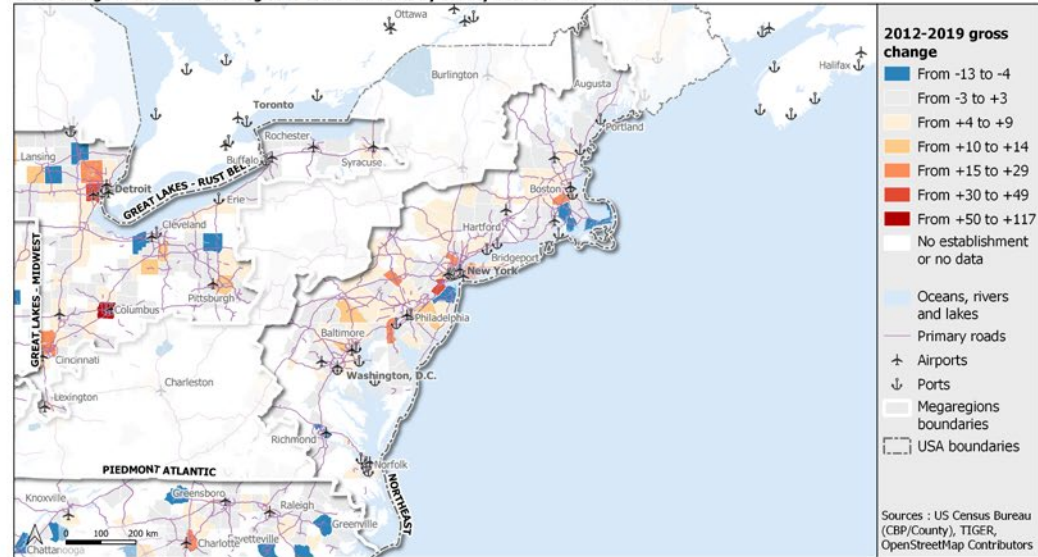 Ottawa
Burlington
Halifax
Augusta
Toronto
Portland
Rochester
Lansing
Buffalo
Syracuse
Detroit
GREAT LAKES - RUST BEL
Boston
Erie
Cleveland
Hartford
Bridgeport
New York
GREAT LAKES - MIDWEST
Pittsburgh
Columbus
Philadelphia
Baltimore
Cincinnati
Washington, D.C.
Charleston
Lexington
Richmond
Norfolk
PIEDMONT ATLANTIC
NORTHEAST
Knoxville
Greensboro
Raleigh
Greenville
Charlotte
yetteville
Chattanooga
0 100 200 km
2012-2019 gross
change
From -13 to -4
From -3 to +3
From +4 to +9
From +10 to +14
From +15 to +29
From +30 to +49
From +50 to +117
No establishment
or no data
Oceans, rivers
and lakes
Primary roads
Airports
Ports
Megaregions
boundaries
USA boundaries
Sources : US Census Bureau
(CBP/County), TIGER,
OpenStreetMap Contributors